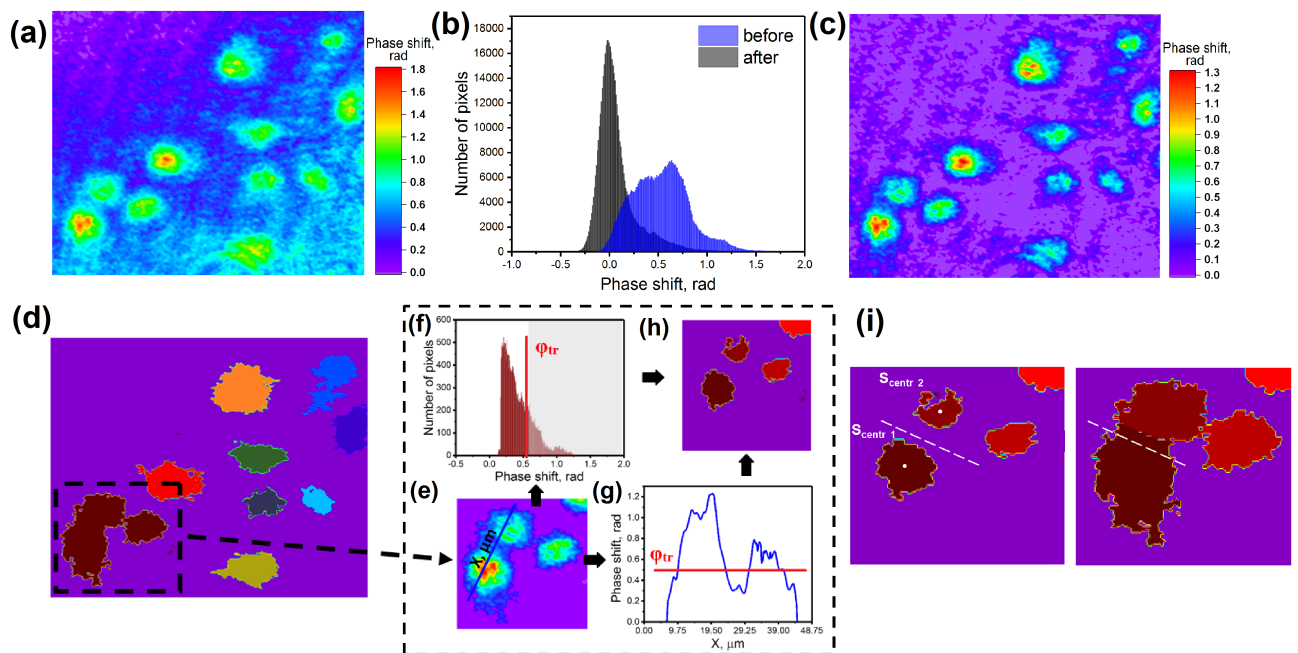 (a)
Phase shift,
rad
1.8
1.6
1.4
1.2
1.0
0.8
0.6
0.4
0.2
0.0
(b)
Number of pixels
18000
16000
14000
12000
10000
8000
6000
4000
2000
0
before
after
-1.0 -0.5 0.0 0.5 1.0 1.5 2.0
Phase shift, rad
(c)
Phase shift,
rad
1.3
1.2
1.1
1.0
0.9
0.8
0.7
0.6
0.5
0.4
0.3
0.2
0.1
0.0
(d)
(f)
Number of pixels
600
500
400
300
200
100
0
φtr
-0.5 0.0 0.5 1.0 1.5 2.0
Phase shift, rad
(h)
(e)
X, μm
(g)
Phase shift, rad
1.2
1.0
0.8
0.6
0.4
0.2
0.0
φtr
0.00 9.75 19.50 29.25 39.00 48.75
X, μm
(i)
Scentr 2
Scentr 1